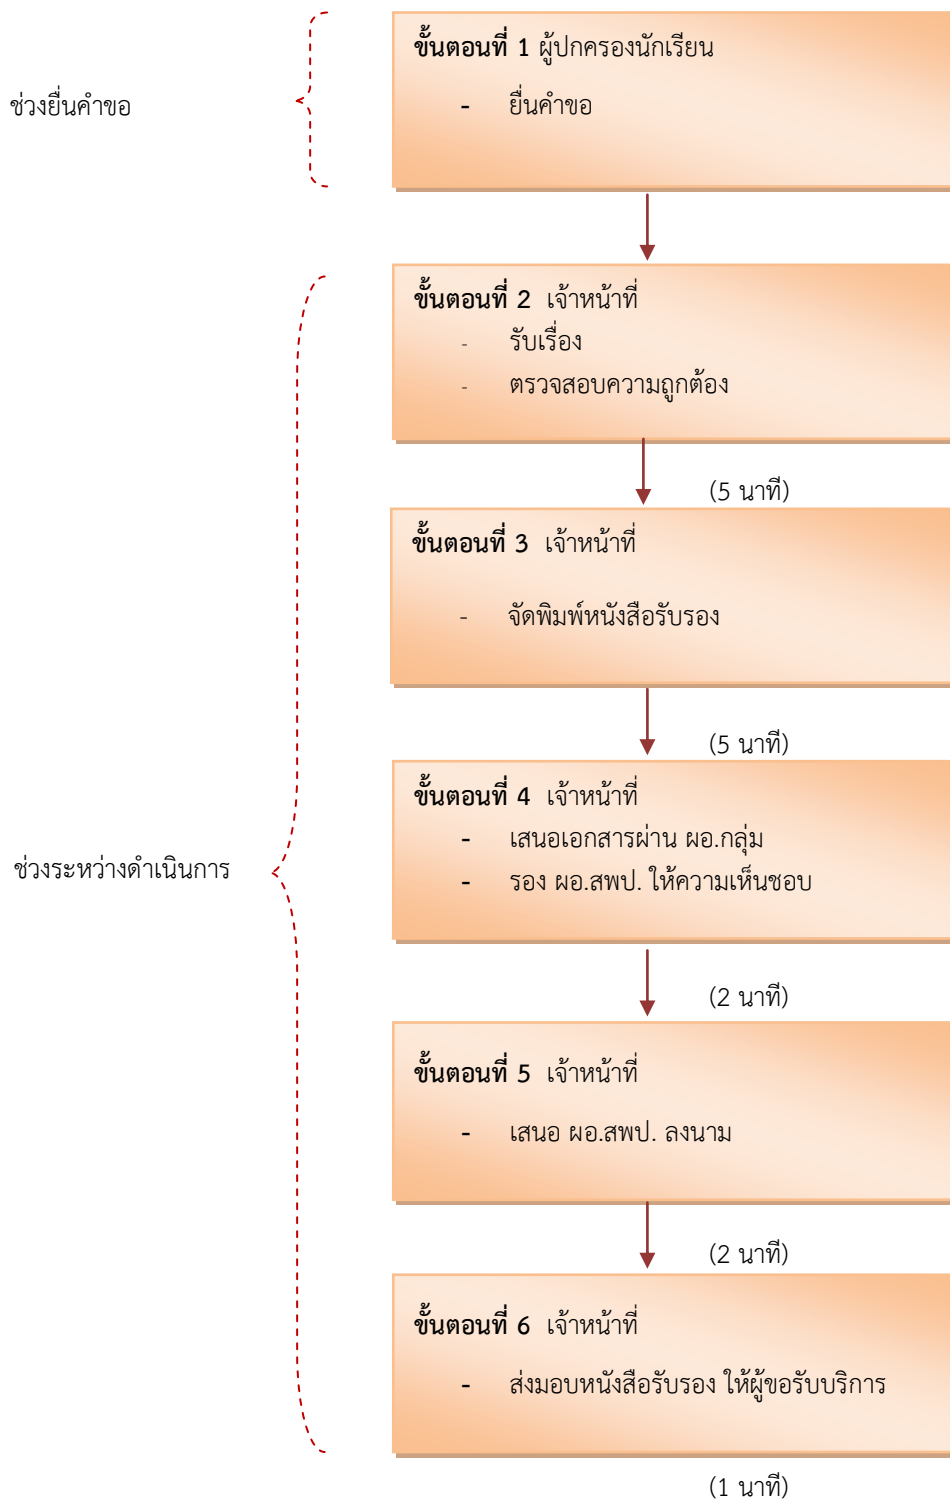 ช่วงยื่นคำขอ
ขั้นตอนที่ 1 ผู้ปกครองนักเรียน
- ยื่นคำขอ
ช่วงระหว่างดำเนินการ
ขั้นตอนที่ 2 เจ้าหน้าที่
- รับเรื่อง
- ตรวจสอบความถูกต้อง
(5 นาที)
ขั้นตอนที่ 3 เจ้าหน้าที่
- จัดพิมพ์หนังสือรับรอง
(5 นาที)
ขั้นตอนที่ 4 เจ้าหน้าที่
- เสนอเอกสารผ่าน ผอ.กลุ่ม
- รอง ผอ.สพป. ให้ความเห็นชอบ
(2 นาที)
ขั้นตอนที่ 5 เจ้าหน้าที่
- เสนอ ผอ.สพป. ลงนาม
(2 นาที)
ขั้นตอนที่ 6 เจ้าหน้าที่
- ส่งมอบหนังสือรับรอง ให้ผู้ขอรับบริการ
(1 นาที)